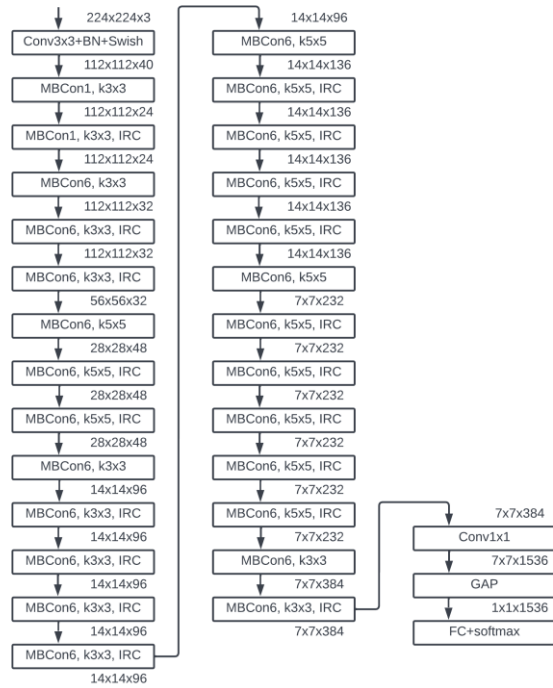 224x224x3
Conv3x3+BN+Swish
112x112x40
MBCon1, k3x3
112x112x24
MBCon1, k3x3, IRC
112x112x24
MBCon6, k3x3
112x112x32
MBCon6, k3x3, IRC
112x112x32
MBCon6, k3x3, IRC
56x56x32
MBCon6, k5x5
28x28x48
MBCon6, k5x5, IRC
28x28x48
MBCon6, k5x5, IRC
28x28x48
MBCon6, k3x3
14x14x96
MBCon6, k3x3, IRC
14x14x96
MBCon6, k3x3, IRC
14x14x96
MBCon6, k3x3, IRC
14x14x96
MBCon6, k3x3, IRC
14x14x96
14x14x96
MBCon6, k5x5
14x14x136
MBCon6, k5x5, IRC
14x14x136
MBCon6, k5x5, IRC
14x14x136
MBCon6, k5x5, IRC
14x14x136
MBCon6, k5x5, IRC
14x14x136
MBCon6, k5x5
7x7x232
MBCon6, k5x5, IRC
7x7x232
MBCon6, k5x5, IRC
7x7x232
MBCon6, k5x5, IRC
7x7x232
MBCon6, k5x5, IRC
7x7x232
MBCon6, k5x5, IRC
7x7x232
MBCon6, k3x3
7x7x384
MBCon6, k3x3, IRC
7x7x384
7x7x384
Conv1x1
7x7x1536
GAP
1x1x1536
FC+softmax